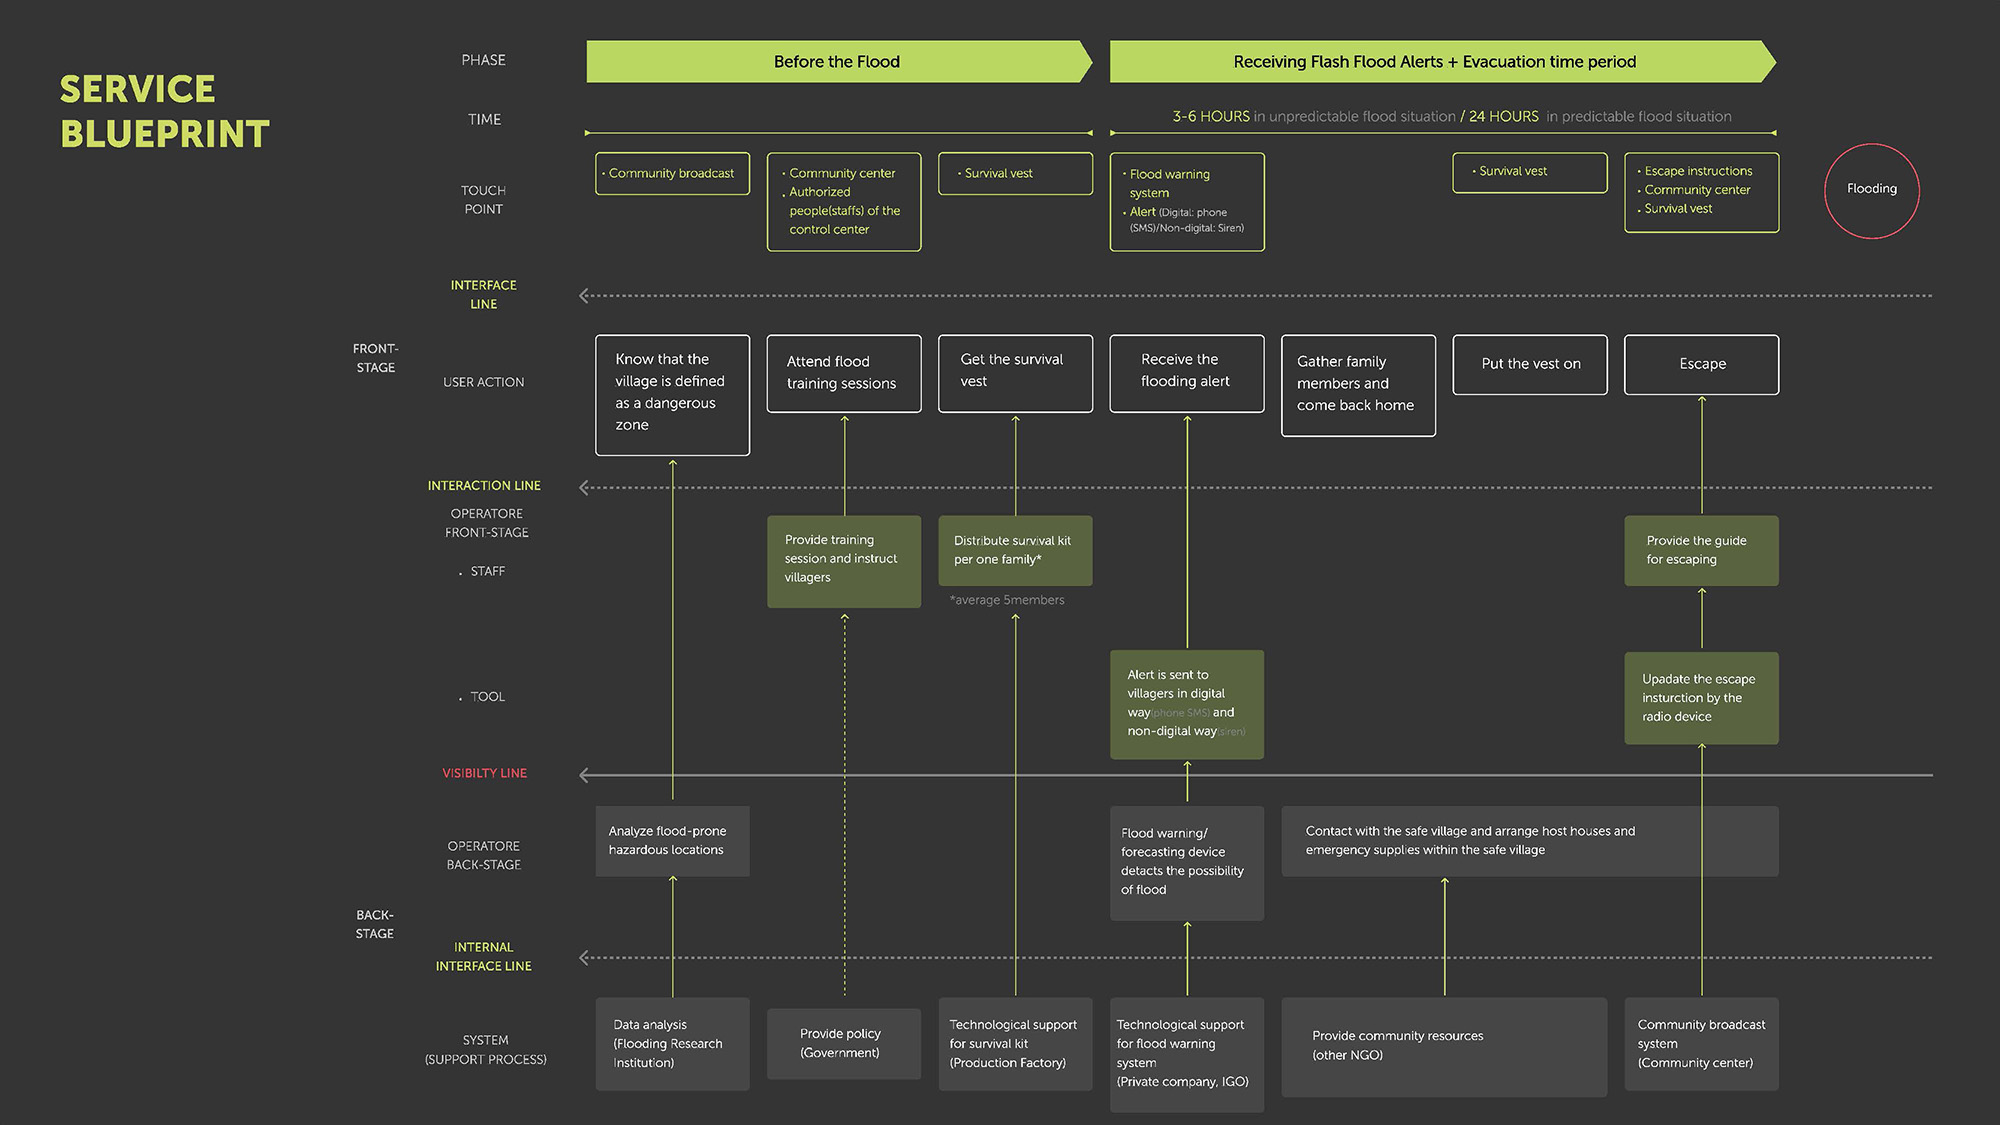 SERVICE
BLUEPRINT
PHASE
Before the Flood
Receiving Flash Flood Alerts + Evacuation time period
TIME
3-6 HOURS in unpredictable flood situation / 24 HOURS in predictable flood situation
TOUCH
POINT
• Community broadcast
• Community center
• Authorized
people(staffs) of the
control center
• Survival vest
• Flood warning
system
• Alert (Digital: phone
(SMS)/Non-digital: Siren)
• Survival vest
• Escape instructions
• Community center
• Survival vest
Flooding
INTERFACE
LINE
FRONT-
STAGE
USER ACTION
Know that the
village is defined
as a dangerous
zone
Attend flood
training sessions
Get the survival
vest
Receive the
flooding alert
Gather family
members and
come back home
Put the vest on
Escape
INTERACTION LINE
OPERATORE
FRONT-STAGE
• STAFF
Provide training
session and instruct
villagers
Distribute survival kit
per one family*
*average 5members
Provide the guide
for escaping
• TOOL
Alert is sent to
villagers in digital
way(phone SMS) and
non-digital way(siren)
Upadate the escape
insturction by the
radio device
VISIBILTY LINE
OPERATORE
BACK-STAGE
Analyze flood-prone
hazardous locations
Flood warning/
forecasting device
detacts the possibility
of flood
Contact with the safe village and arrange host houses and
emergency supplies within the safe village
BACK-
STAGE
INTERNAL
INTERFACE LINE
SYSTEM
(SUPPORT PROCESS)
Data analysis
(Flooding Research
Institution)
Provide policy
(Government)
Technological support
for survival kit
(Production Factory)
Technological support
for flood warning
system
(Private company, IGO)
Provide community resources
(other NGO)
Community broadcast
system
(Community center)